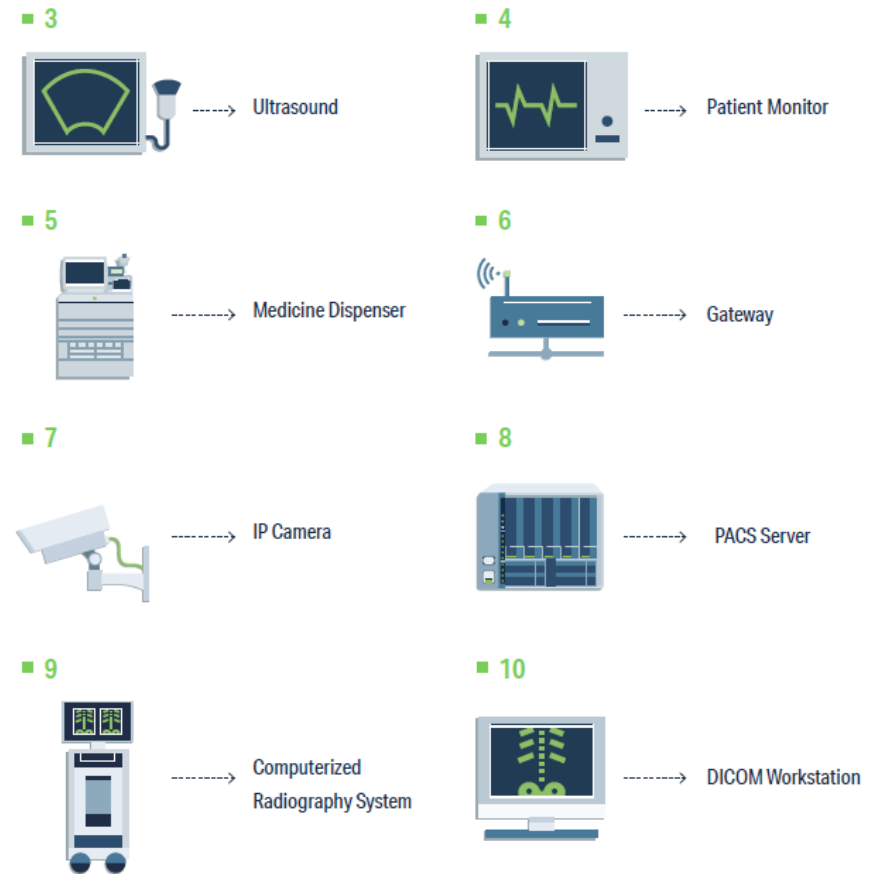 3
4
Ultrasound
Patient Monitor
5
6
Medicine Dispenser
Gateway
7
8
IP Camera
PACS Server
9
10
Computerized
Radiography System
DICOM Workstation